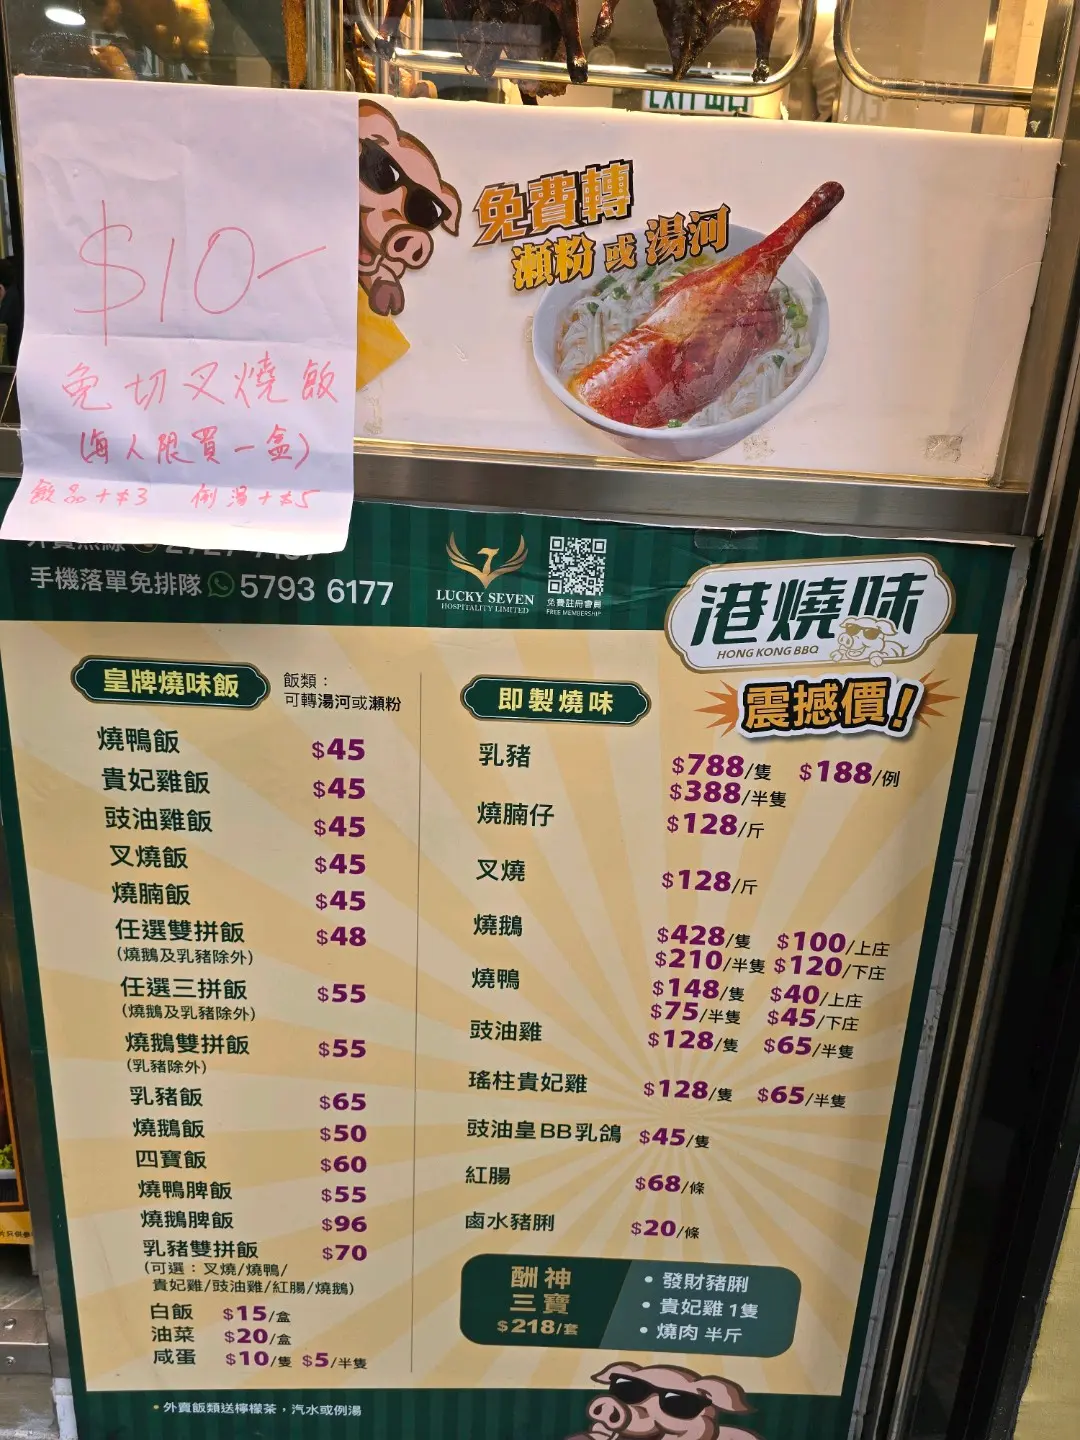 EXIT 出口
$10-
免切叉燒飯
(每人限買一盒)
飲品+$3 例湯+$5
免費轉
瀨粉或湯河
手機落單免排隊 5793 6177
LUCKY SEVEN
HOSPITALITY LIMITED
免費註冊會員
FREE MEMBERSHIP
港燒味
HONG KONG BBQ
震撼價!
皇牌燒味飯
飯類:
可轉湯河或瀨粉
燒鴨飯 $45
貴妃雞飯 $45
豉油雞飯 $45
叉燒飯 $45
燒腩飯 $45
任選雙拼飯 $48
(燒鵝及乳豬除外)
任選三拼飯 $55
(燒鵝及乳豬除外)
燒鵝雙拼飯 $55
(乳豬除外)
乳豬飯 $65
燒鵝飯 $50
四寶飯 $60
燒鴨脾飯 $55
燒鵝脾飯 $96
乳豬雙拼飯 $70
(可選:叉燒/燒鴨/
貴妃雞/豉油雞/紅腸/燒鵝)
白飯 $15/盒
油菜 $20/盒
咸蛋 $10/隻 $5/半隻
即製燒味
乳豬 $788/隻 $188/例
$388/半隻
燒腩仔 $128/斤
叉燒 $128/斤
燒鵝 $428/隻 $100/上庄
$210/半隻 $120/下庄
燒鴨 $148/隻 $40/上庄
$75/半隻 $45/下庄
豉油雞 $128/隻 $65/半隻
瑤柱貴妃雞 $128/隻 $65/半隻
豉油皇BB乳鴿 $45/隻
紅腸 $68/條
鹵水豬脷 $20/條
酬神
三寶
$218/套
• 發財豬脷
• 貴妃雞 1隻
• 燒肉 半斤
• 外賣飯類送檸檬茶,汽水或例湯